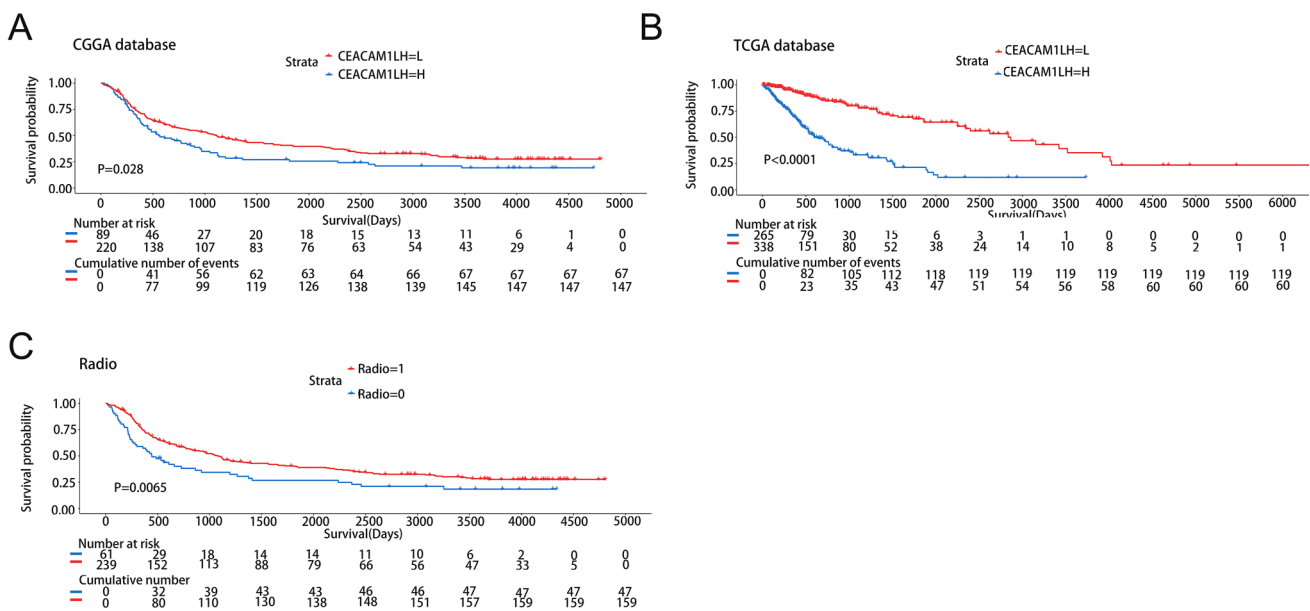 A
CGGA database
Strata
CEACAM1LH=L
CEACAM1LH=H
Survival probability
1.00
0.75
0.50
0.25
0.00
P=0.028
0 500 1000 1500 2000 2500 3000 3500 4000 4500 5000
Survival(Days)
Number at risk
89 46 27 20 18 15 13 11 6 1 0
220 138 107 83 76 63 54 43 29 4 0
Cumulative number of events
0 41 56 62 63 64 66 67 67 67 67
0 77 99 119 126 138 139 145 147 147 147
B
TCGA database
Strata
CEACAM1LH=L
CEACAM1LH=H
Survival probability
1.00
0.75
0.50
0.25
0.00
P<0.0001
0 500 1000 1500 2000 2500 3000 3500 4000 4500 5000 5500 6000
Survival(Days)
Number at risk
265 79 30 15 6 3 1 1 0 0 0 0 0
338 151 80 52 38 24 14 10 8 5 2 1 1
Cumulative number of events
0 82 105 112 118 119 119 119 119 119 119 119 119
0 23 35 43 47 51 54 56 58 60 60 60 60
C
Radio
Strata
Radio=1
Radio=0
Survival probability
1.00
0.75
0.50
0.25
0.00
P=0.0065
0 500 1000 1500 2000 2500 3000 3500 4000 4500 5000
Survival(Days)
Number at risk
61 29 18 14 14 11 10 6 2 0 0
239 152 113 88 79 66 56 47 33 5 0
Cumulative number
0 32 39 43 43 46 46 47 47 47 47
0 80 110 130 138 148 151 157 159 159 159